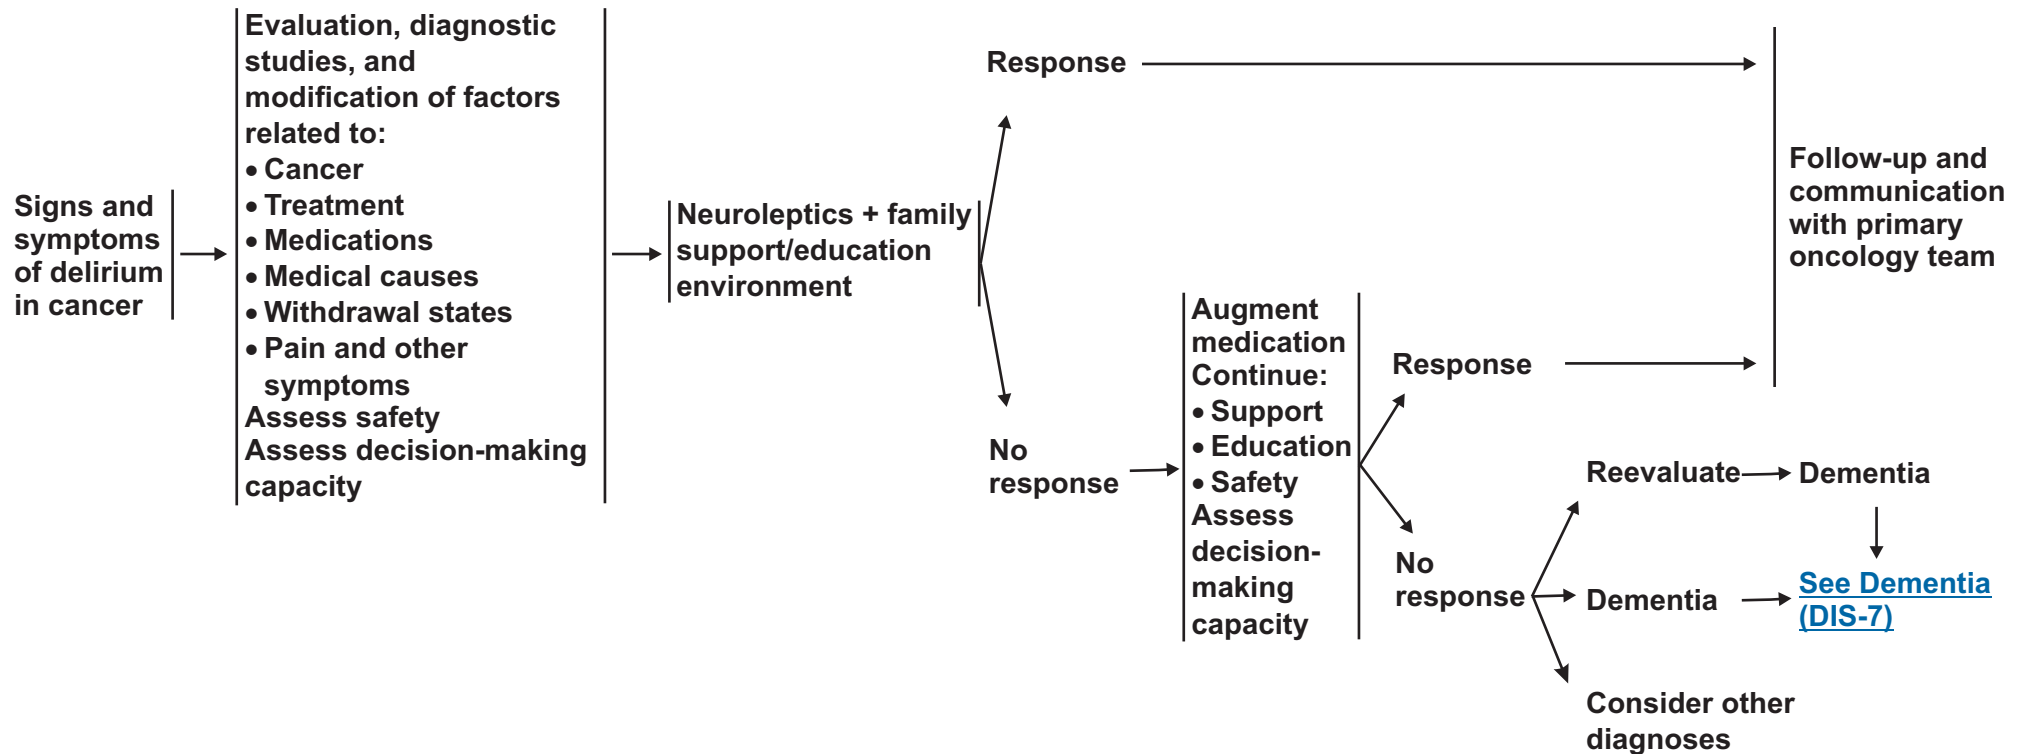 Signs and
symptoms
of delirium
in cancer
Evaluation, diagnostic
studies, and
modification of factors
related to:
• Cancer
• Treatment
• Medications
• Medical causes
• Withdrawal states
• Pain and other
symptoms
Assess safety
Assess decision-making
capacity
Neuroleptics + family
support/education
environment
Response
No
response
Augment
medication
Continue:
• Support
• Education
• Safety
Assess
decision-
making
capacity
Response
No
response
Reevaluate
Dementia
Dementia
See Dementia
(DIS-7)
Consider other
diagnoses
Follow-up and
communication
with primary
oncology team